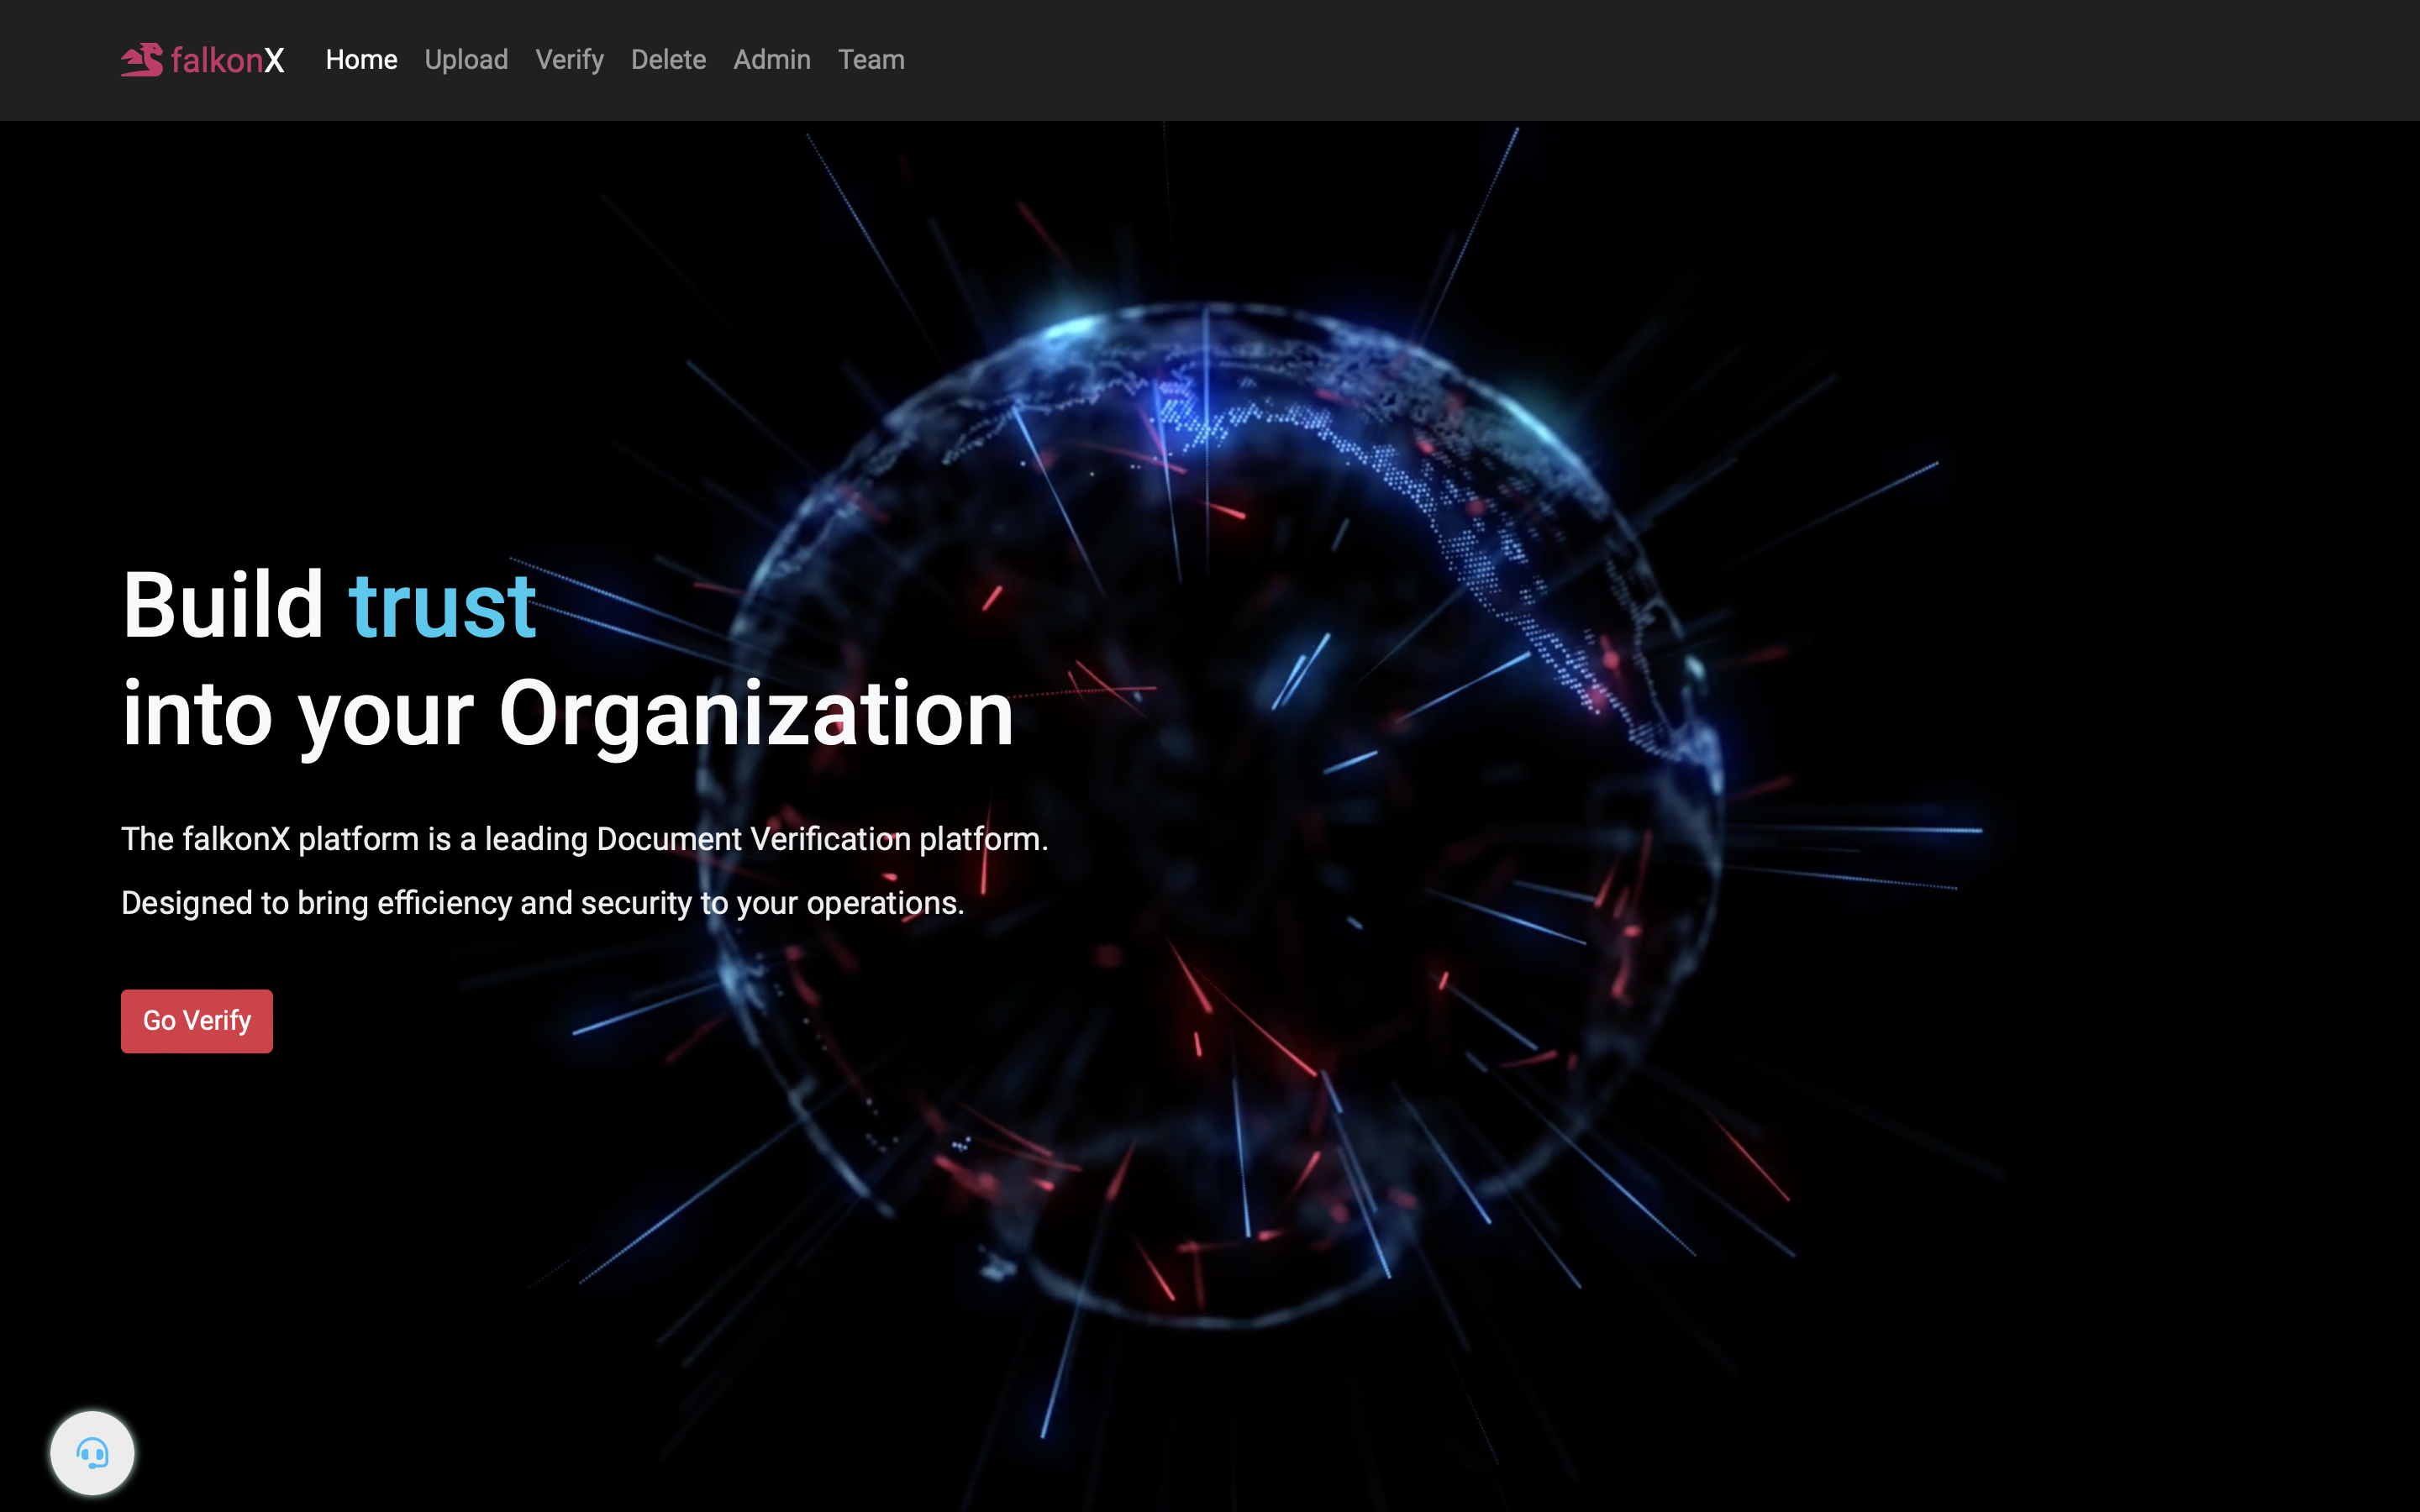 falkonX Home Upload Verify Delete Admin Team
Build trust
into your Organization
The falkonX platform is a leading Document Verification platform.
Designed to bring efficiency and security to your operations.
Go Verify